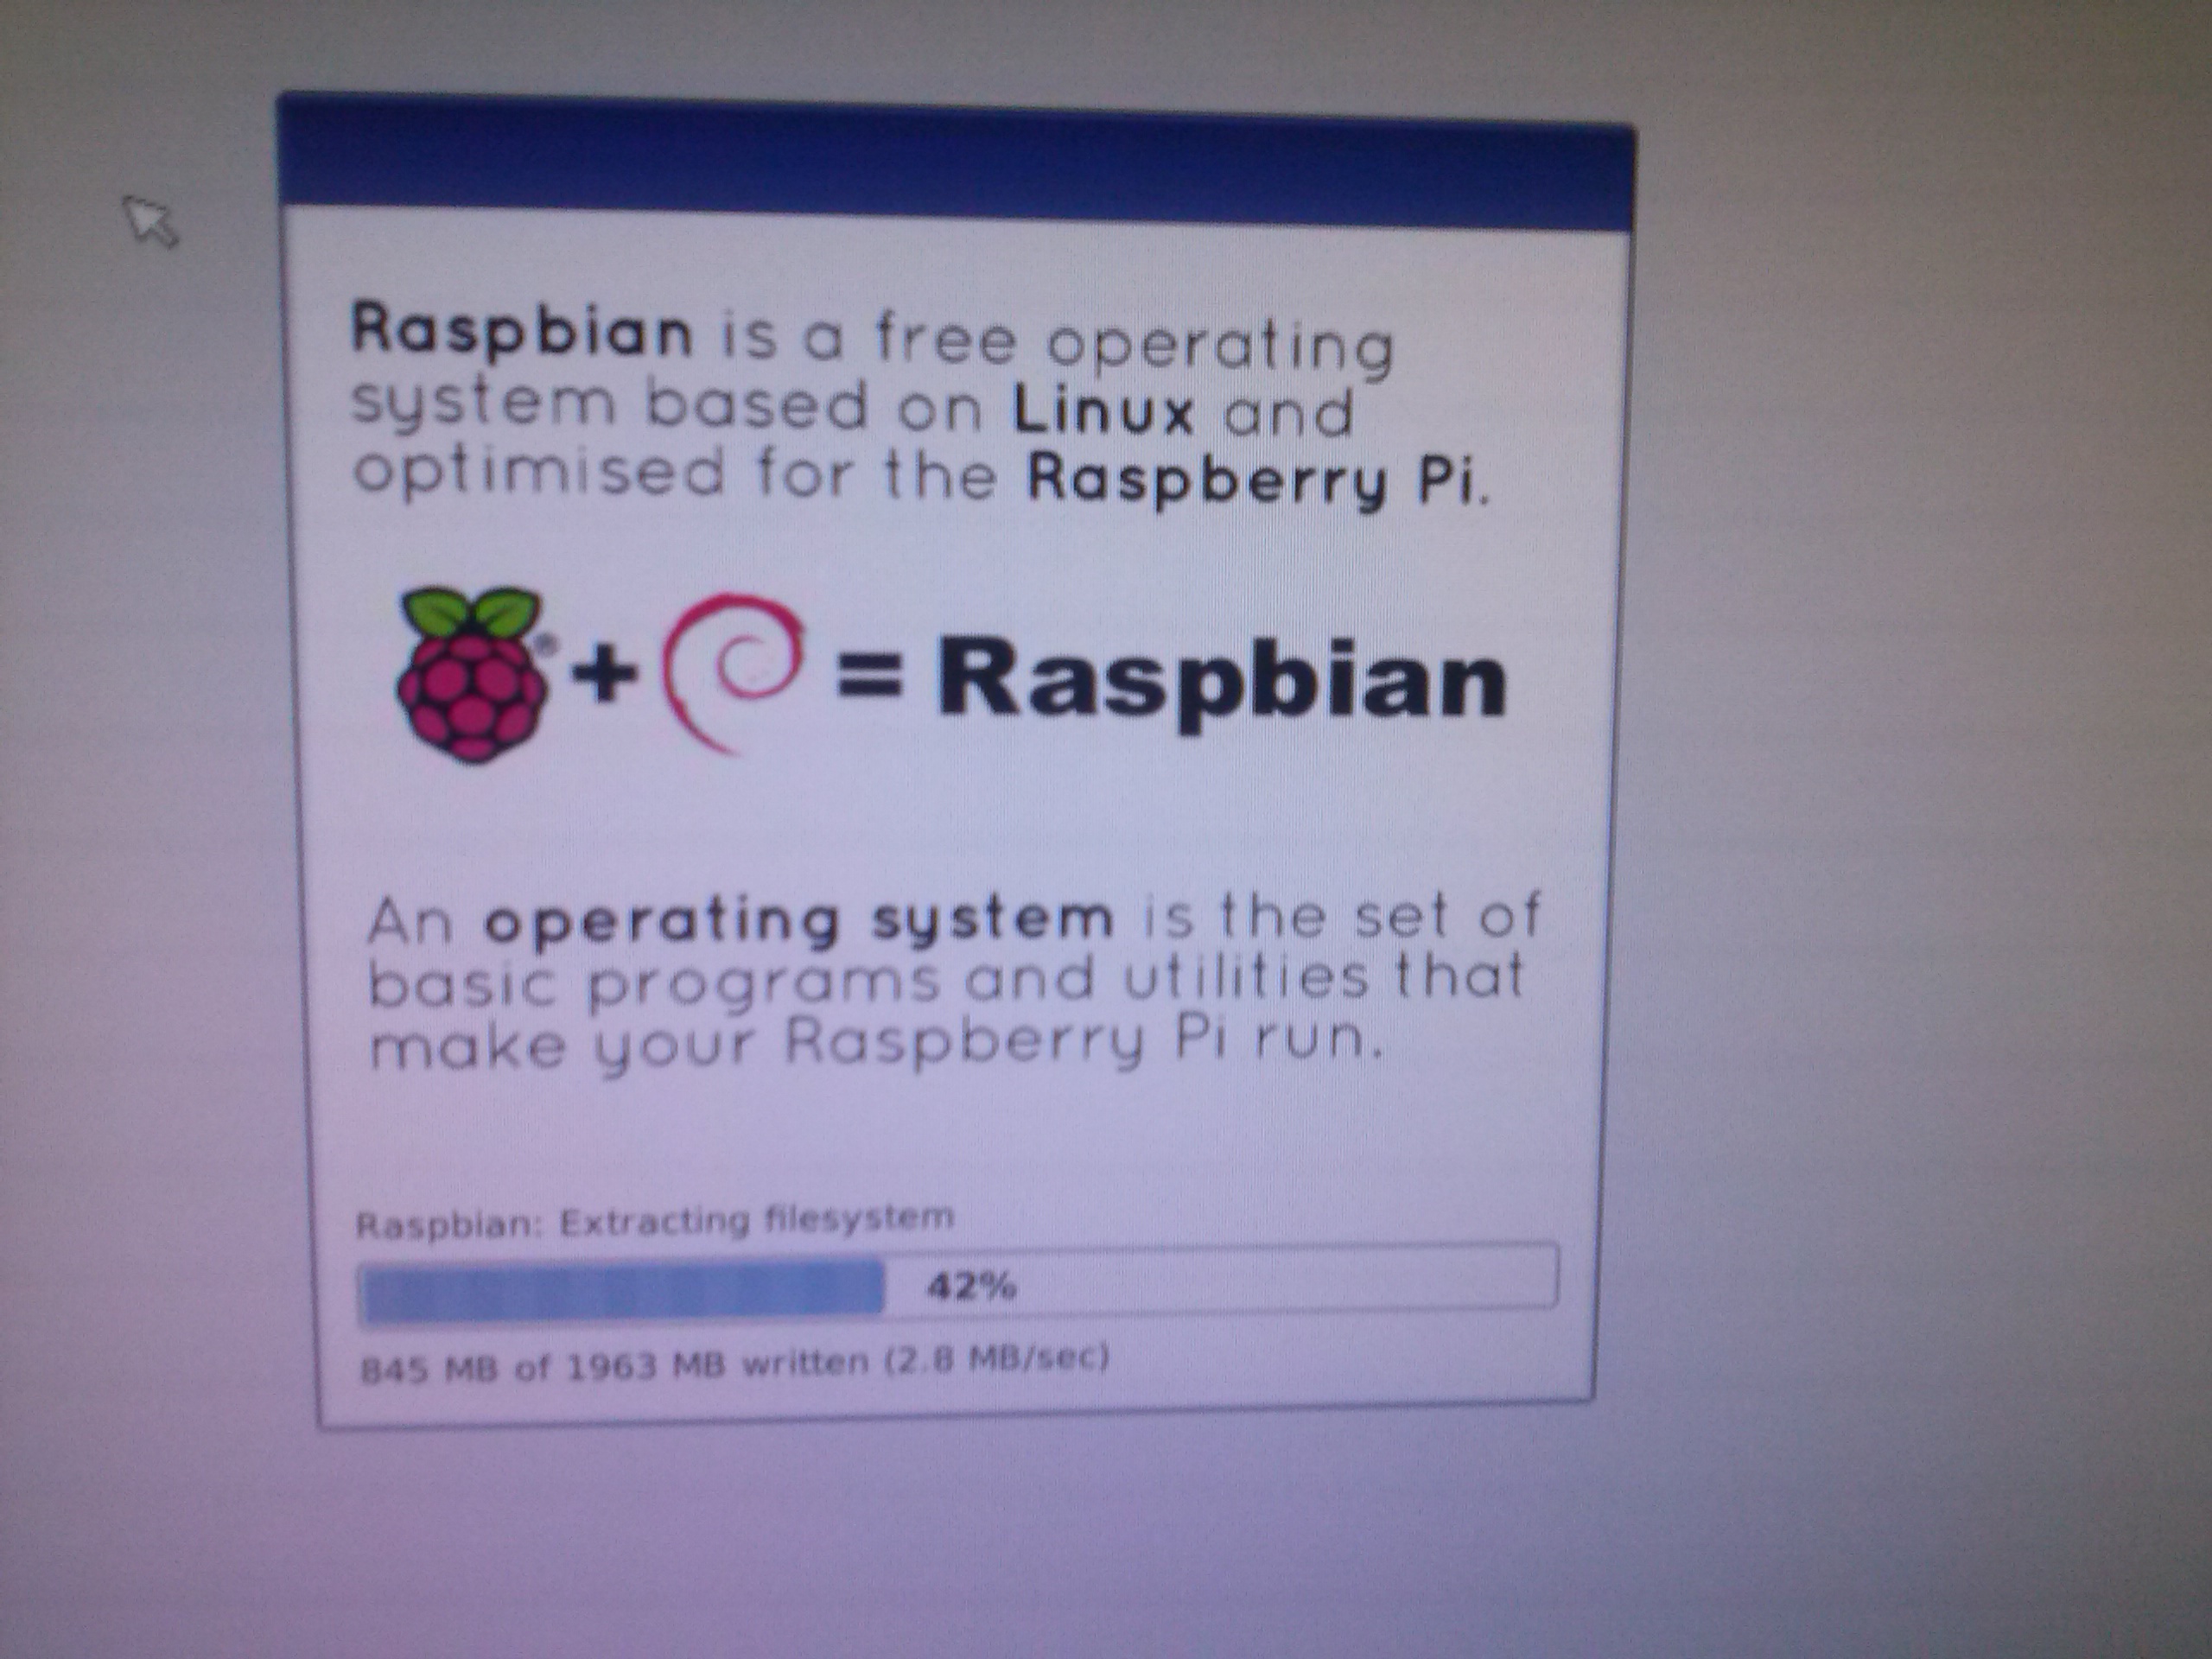 Raspbian is a free operating
system based on Linux and
optimised for the Raspberry Pi.
® + = Raspbian
An operating system is the set of
basic programs and utilities that
make your Raspberry Pi run.
Raspbian: Extracting filesystem
42%
845 MB of 1963 MB written (2.8 MB/sec)